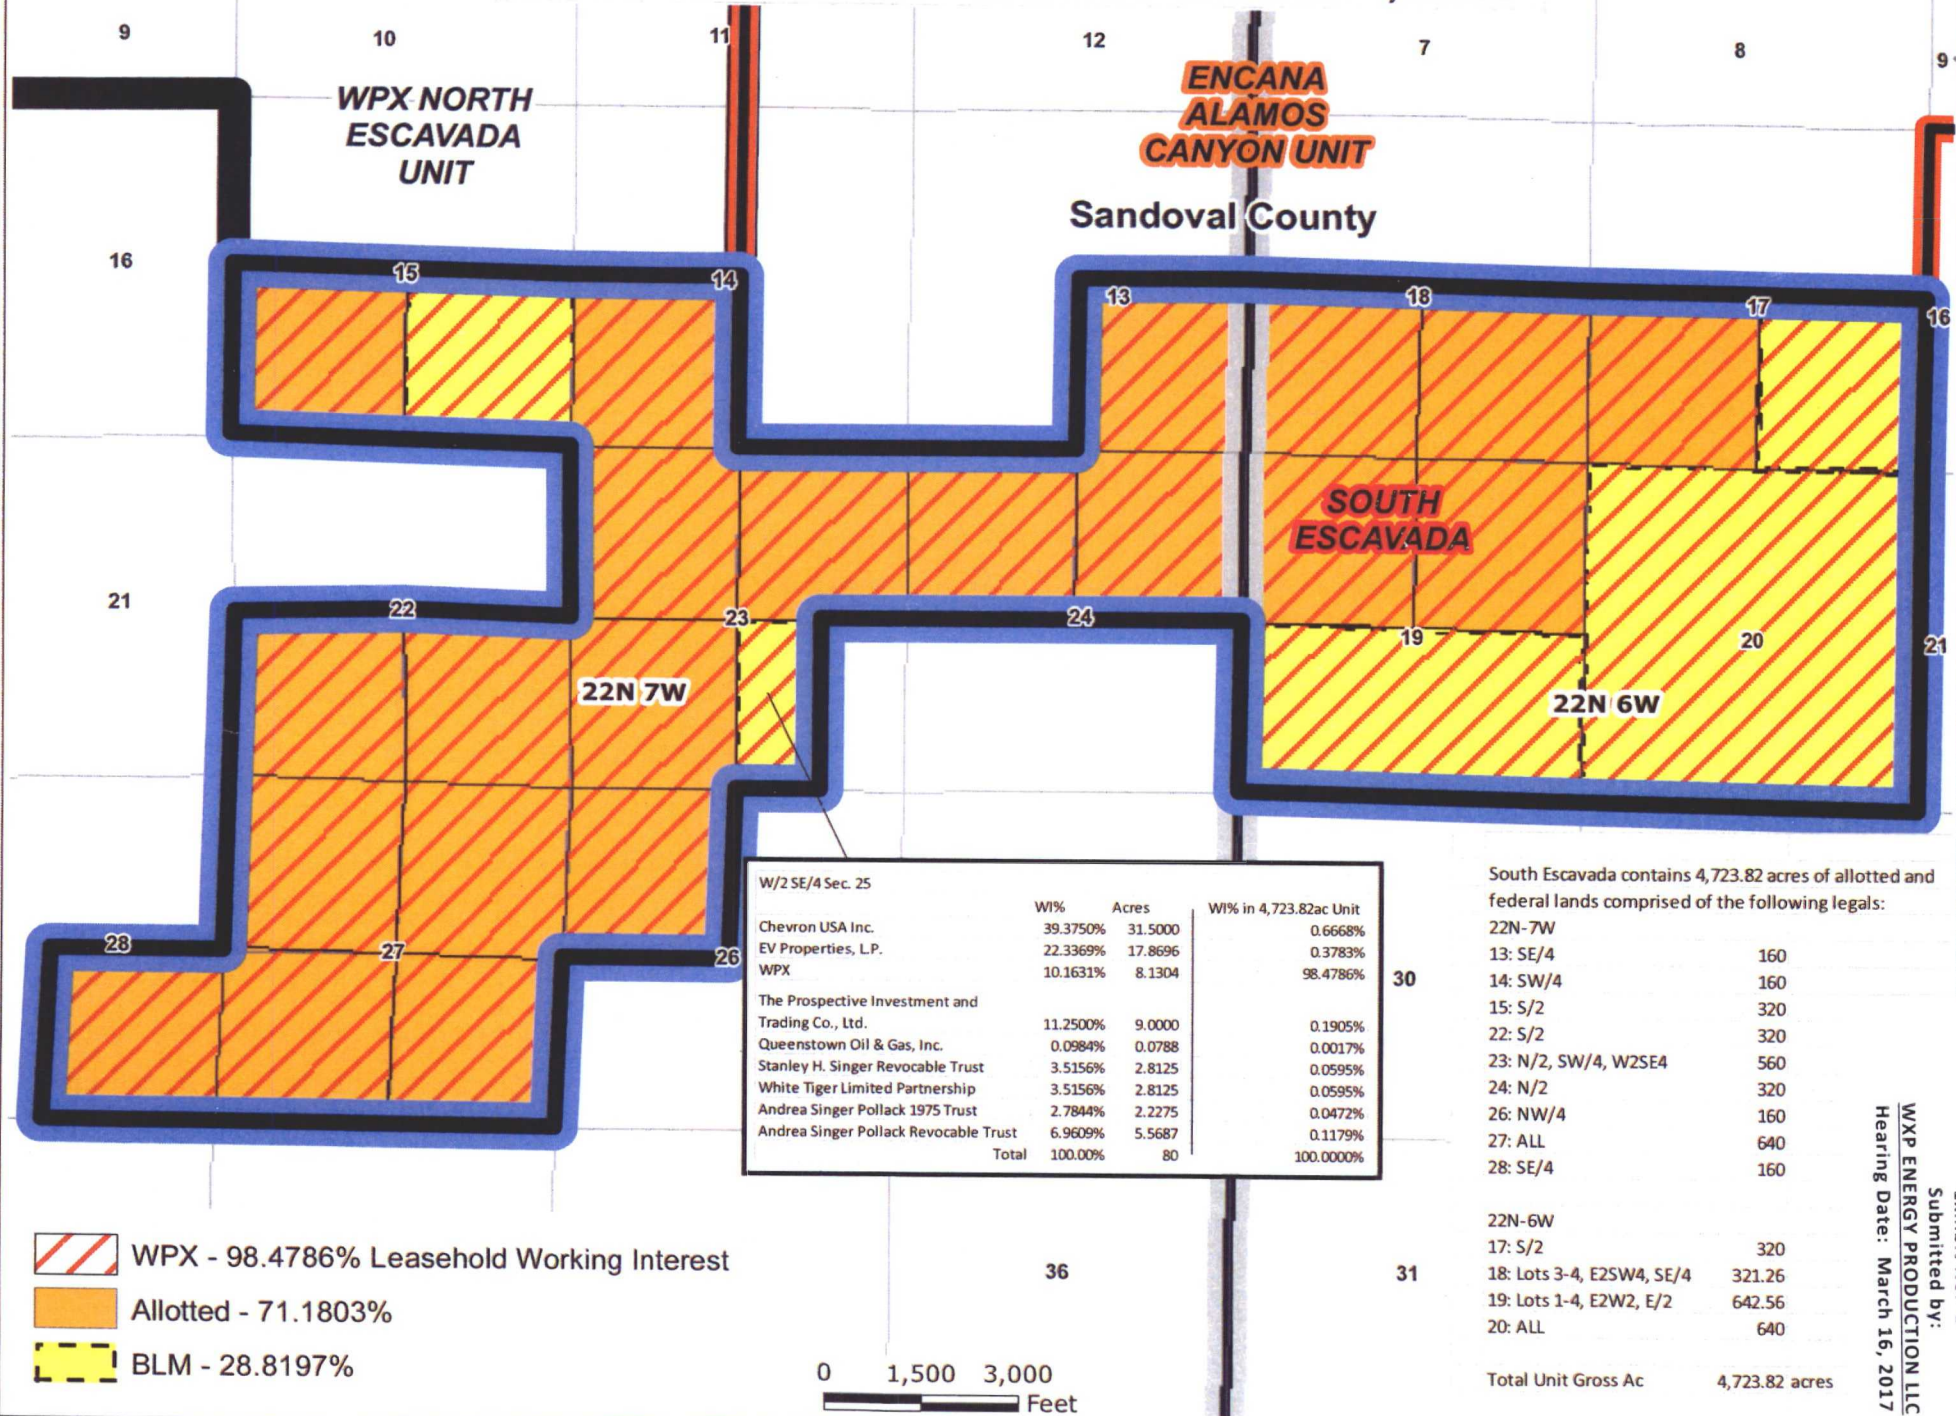 9
10
11
12
7
8
9
WPX NORTH
ESCAVADA
UNIT
ENCANA
ALAMOS
CANYON UNIT
Sandoval County
16
15
14
13
18
17
16
SOUTH
ESCAVADA
21
22
23
24
19
20
21
22N 7W
22N 6W
28
27
26
30
36
31
W/2 SE/4 Sec. 25
WI% Acres WI% in 4,723.82ac Unit
Chevron USA Inc. 39.3750% 31.5000 0.6668%
EV Properties, L.P. 22.3369% 17.8696 0.3783%
WPX 10.1631% 8.1304 98.4786%
The Prospective Investment and
Trading Co., Ltd. 11.2500% 9.0000 0.1905%
Queenstown Oil & Gas, Inc. 0.0984% 0.0788 0.0017%
Stanley H. Singer Revocable Trust 3.5156% 2.8125 0.0595%
White Tiger Limited Partnership 3.5156% 2.8125 0.0595%
Andrea Singer Pollack 1975 Trust 2.7844% 2.2275 0.0472%
Andrea Singer Pollack Revocable Trust 6.9609% 5.5687 0.1179%
Total 100.00% 80 100.0000%
South Escavada contains 4,723.82 acres of allotted and
federal lands comprised of the following legals:
22N-7W
13: SE/4 160
14: SW/4 160
15: S/2 320
22: S/2 320
23: N/2, SW/4, W2SE4 560
24: N/2 320
26: NW/4 160
27: ALL 640
28: SE/4 160
22N-6W
17: S/2 320
18: Lots 3-4, E2SW4, SE/4 321.26
19: Lots 1-4, E2W2, E/2 642.56
20: ALL 640
Total Unit Gross Ac 4,723.82 acres
WPX - 98.4786% Leasehold Working Interest
Allotted - 71.1803%
BLM - 28.8197%
0 1,500 3,000
Feet
Submitted by:
WXP ENERGY PRODUCTION LLC
Hearing Date: March 16, 2017